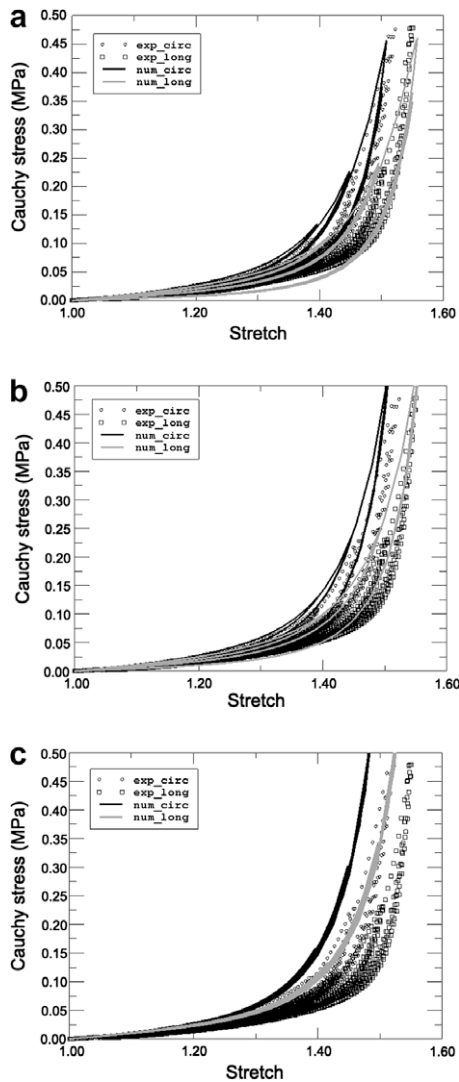 a
0.50
0.45
0.40
0.35
0.30
0.25
0.20
0.15
0.10
0.05
0.00
Cauchy stress (MPa)
exp_circ
exp_long
num_circ
num_long
1.00 1.20 1.40 1.60
Stretch
b
0.50
0.45
0.40
0.35
0.30
0.25
0.20
0.15
0.10
0.05
0.00
Cauchy stress (MPa)
exp_circ
exp_long
num_circ
num_long
1.00 1.20 1.40 1.60
Stretch
c
0.50
0.45
0.40
0.35
0.30
0.25
0.20
0.15
0.10
0.05
0.00
Cauchy stress (MPa)
exp_circ
exp_long
num_circ
num_long
1.00 1.20 1.40 1.60
Stretch